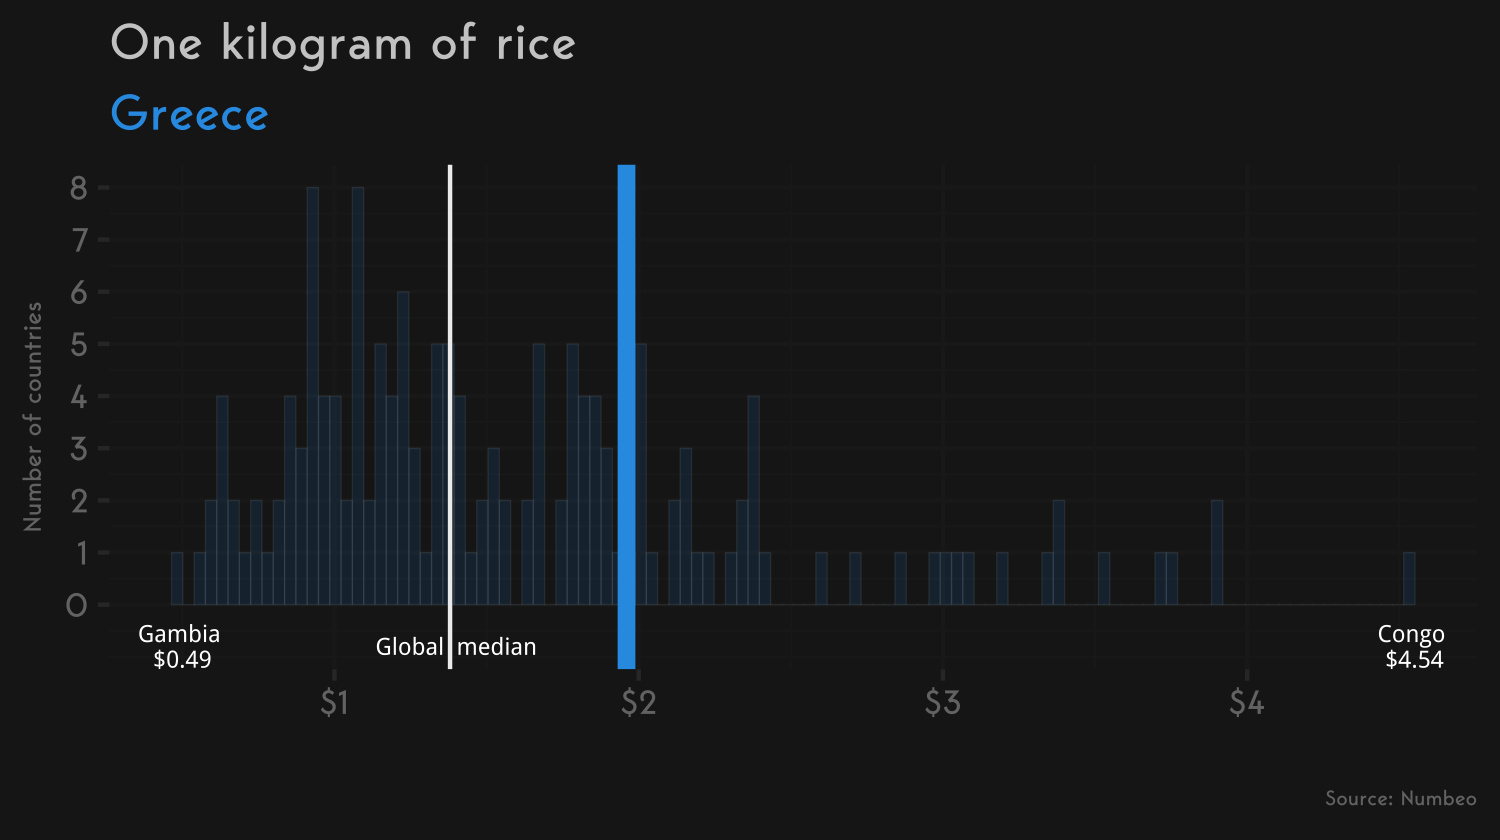 One kilogram of rice
Greece
Number of countries
8
7
6
5
4
3
2
1
0
Gambia
$0.49
Global median
Congo
$4.54
$1 $2 $3 $4
Source: Numbeo